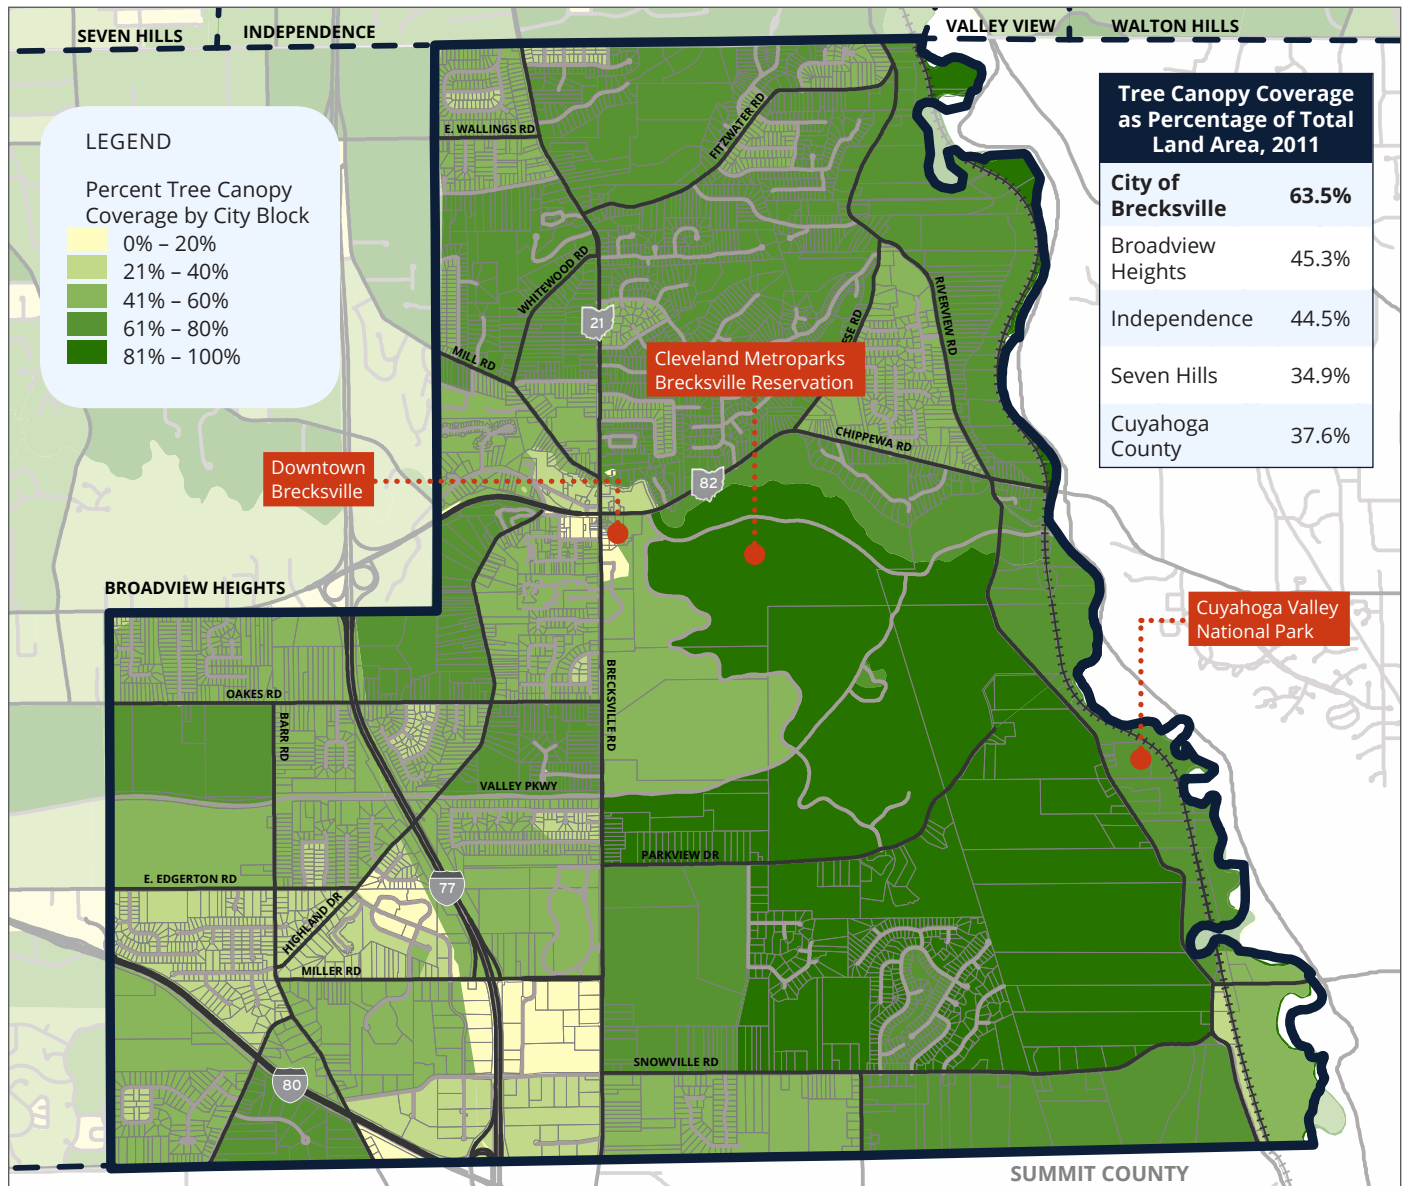 SEVEN HILLS
INDEPENDENCE
VALLEY VIEW
WALTON HILLS
LEGEND
Percent Tree Canopy
Coverage by City Block
0% – 20%
21% – 40%
41% – 60%
61% – 80%
81% – 100%
Tree Canopy Coverage
as Percentage of Total
Land Area, 2011
City of
Brecksville
63.5%
Broadview
Heights
45.3%
Independence
44.5%
Seven Hills
34.9%
Cuyahoga
County
37.6%
E. WALLINGS RD
FITZWATER RD
WHITEWOOD RD
21
RIVERVIEW RD
ESE RD
MILL RD
Cleveland Metroparks
Brecksville Reservation
CHIPPEWA RD
Downtown
Brecksville
82
BROADVIEW HEIGHTS
Cuyahoga Valley
National Park
OAKES RD
BARR RD
BRECKSVILLE RD
VALLEY PKWY
PARKVIEW DR
E. EDGERTON RD
77
HIGHLAND DR
MILLER RD
SNOWVILLE RD
80
SUMMIT COUNTY